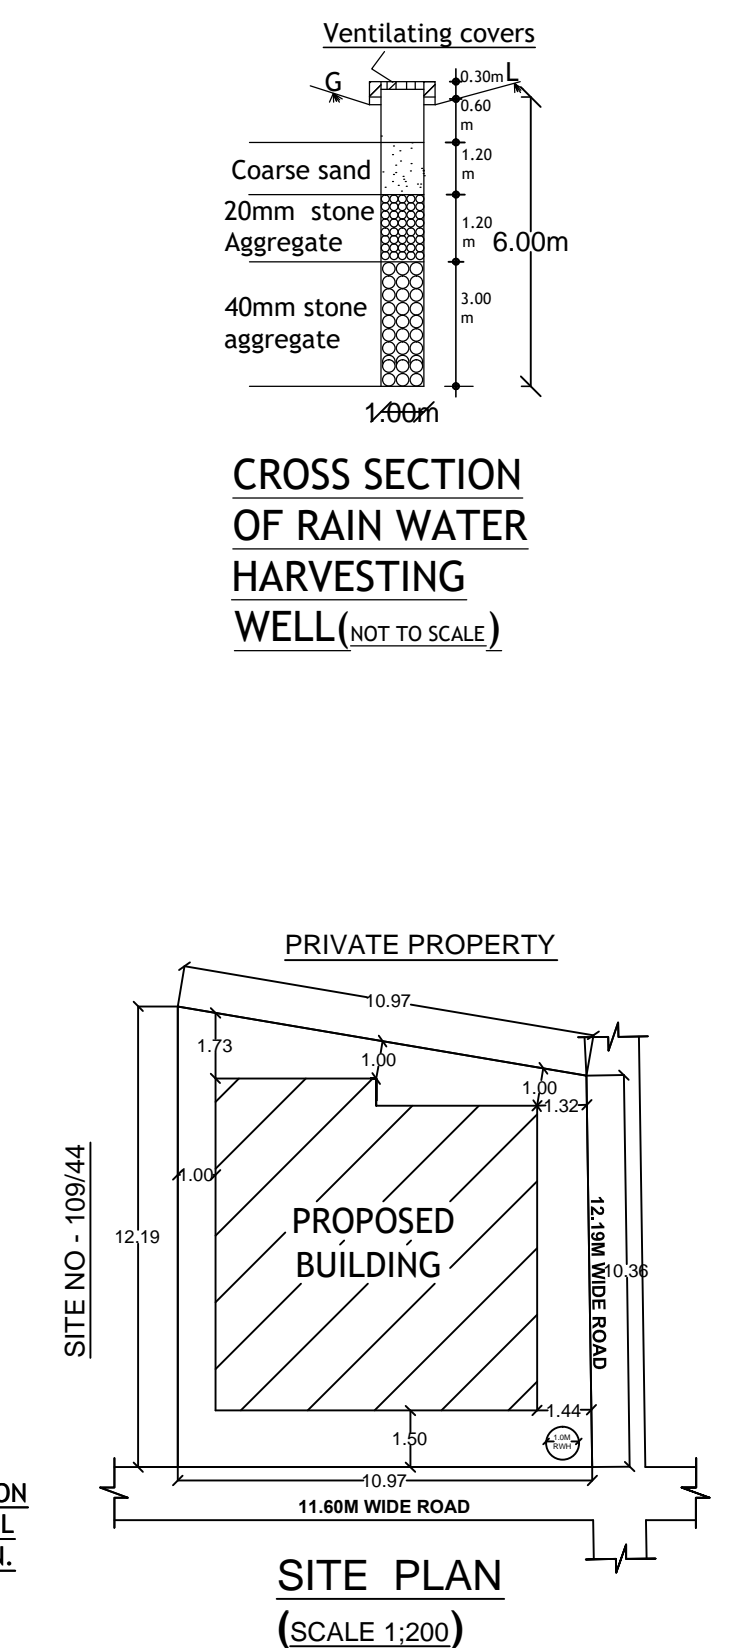 Ventilating covers
G
L
0.30m
0.60
m
Coarse sand
1.20
m
20mm stone
Aggregate
1.20
m
6.00m
40mm stone
aggregate
3.00
m
1.00m
CROSS SECTION
OF RAIN WATER
HARVESTING
WELL(NOT TO SCALE)
PRIVATE PROPERTY
10.97
1.73
1.00
1.00
1.32
1.00
SITE NO - 109/44
12.19
PROPOSED
BUILDING
12.19M WIDE ROAD
10.36
1.44
1.50
1.0M
RWH
10.97
11.60M WIDE ROAD
ON
L
N.
SITE PLAN
(SCALE 1;200)